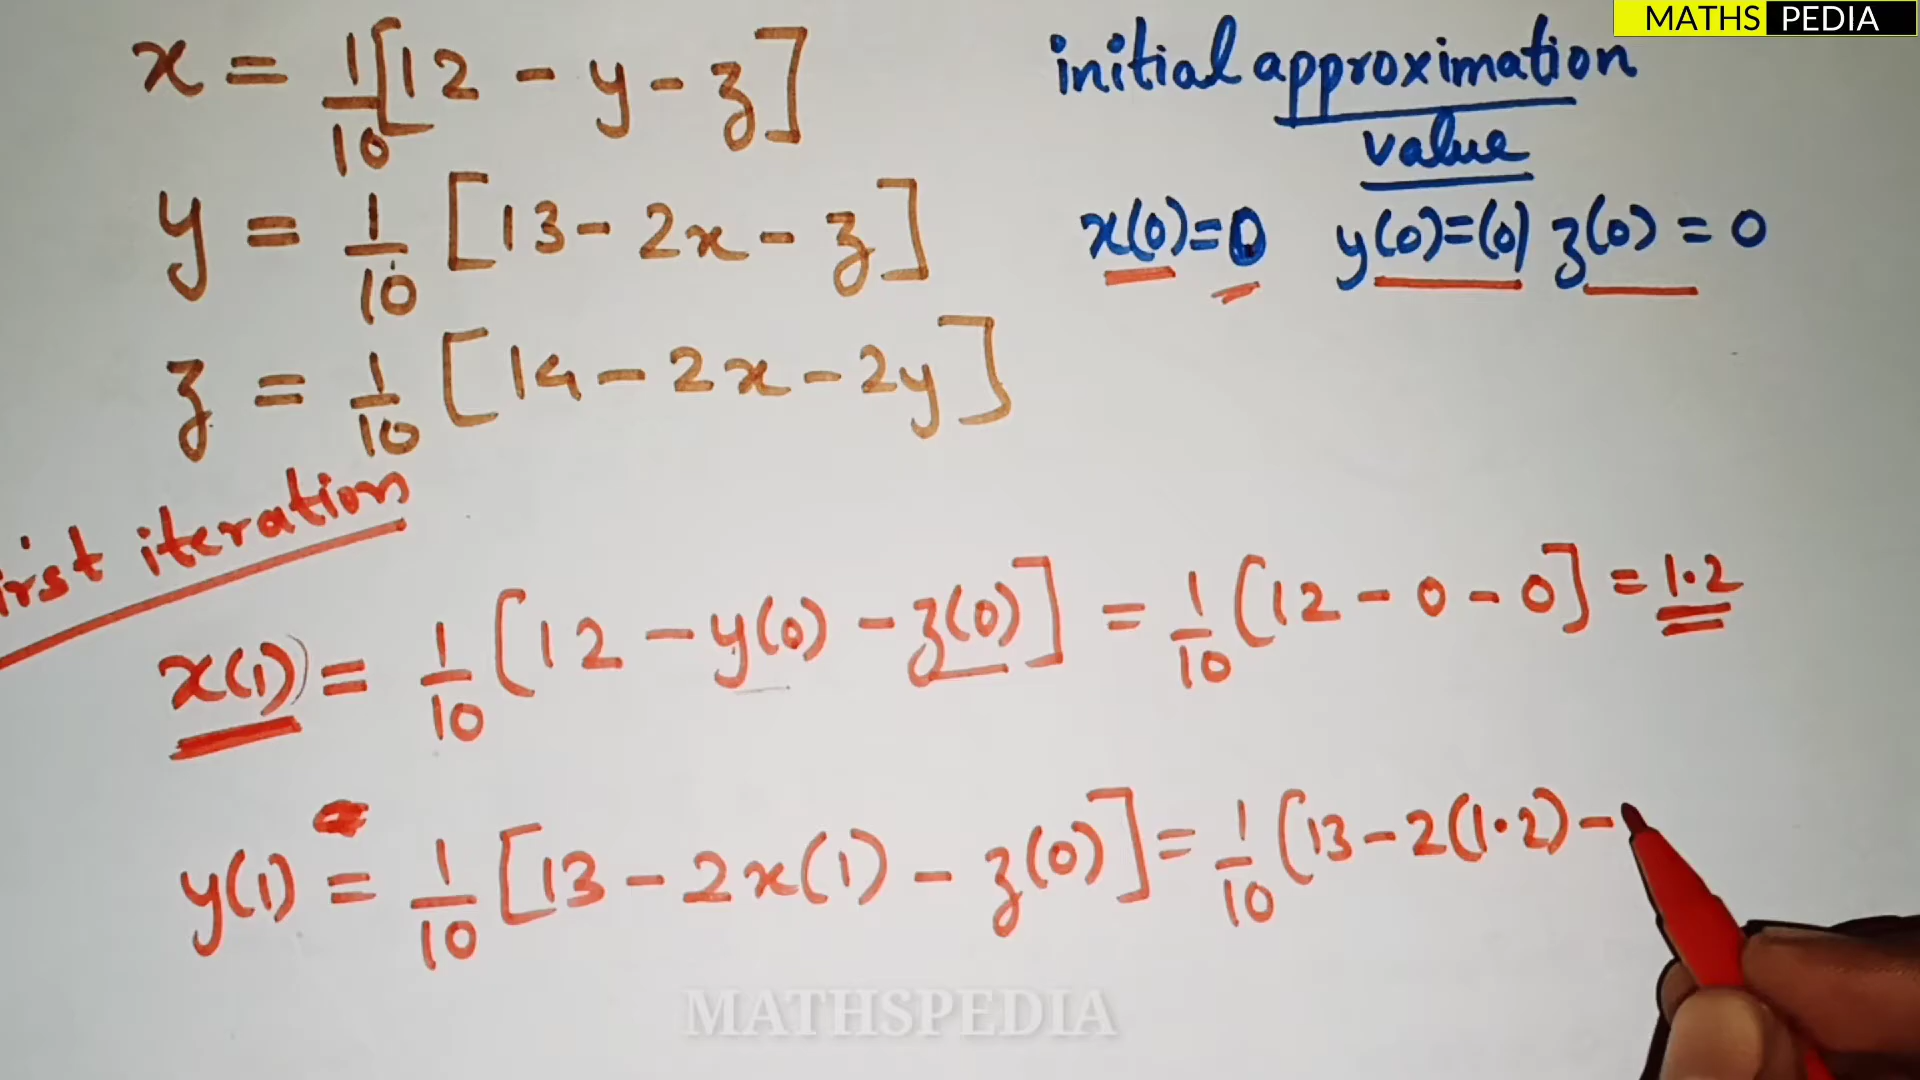 MATHS PEDIA
x = 1/10 [12 - y - z]
initial approximation
value
y = 1/10 [13 - 2x - z]
x(0) = 0 y(0) = (0) z(0) = 0
z = 1/10 [14 - 2x - 2y]
irst iteration
x(1) = 1/10 [12 - y(0) - z(0)] = 1/10 (12 - 0 - 0] = 1.2
y(1) = 1/10 [13 - 2x(1) - z(0)] = 1/10 (13 - 2(1.2) -
MATHSPEDIA